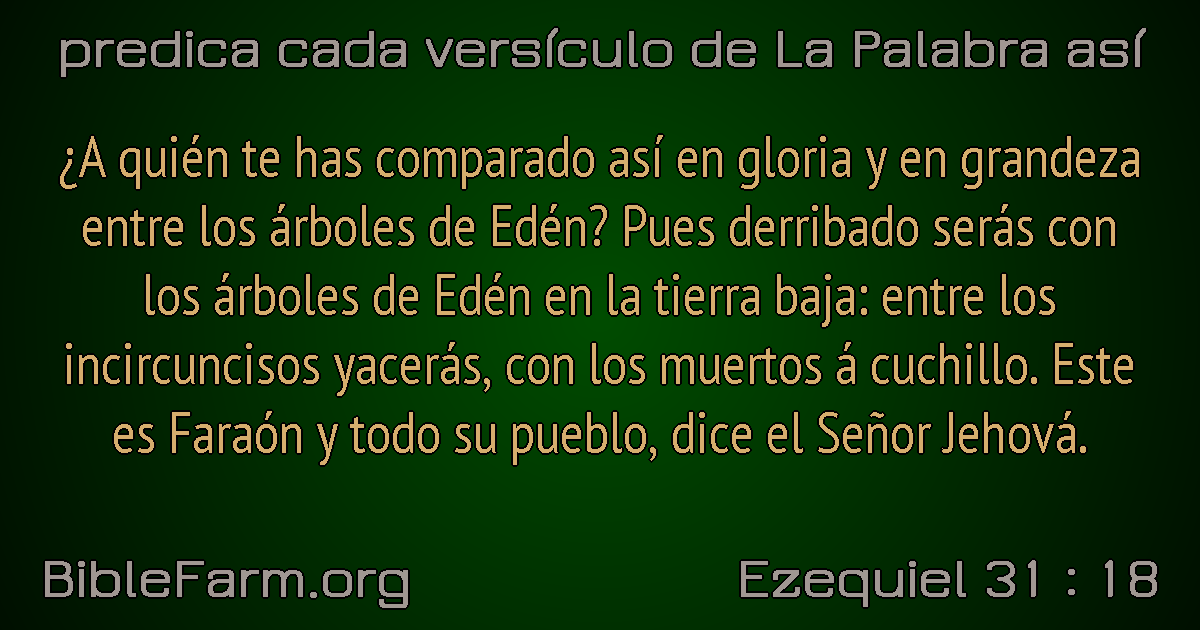 predica cada versículo de La Palabra así
¿A quién te has comparado así en gloria y en grandeza
entre los árboles de Edén? Pues derribado serás con
los árboles de Edén en la tierra baja: entre los
incircuncisos yacerás, con los muertos á cuchillo. Este
es Faraón y todo su pueblo, dice el Señor Jehová.
BibleFarm.org
Ezequiel 31 : 18